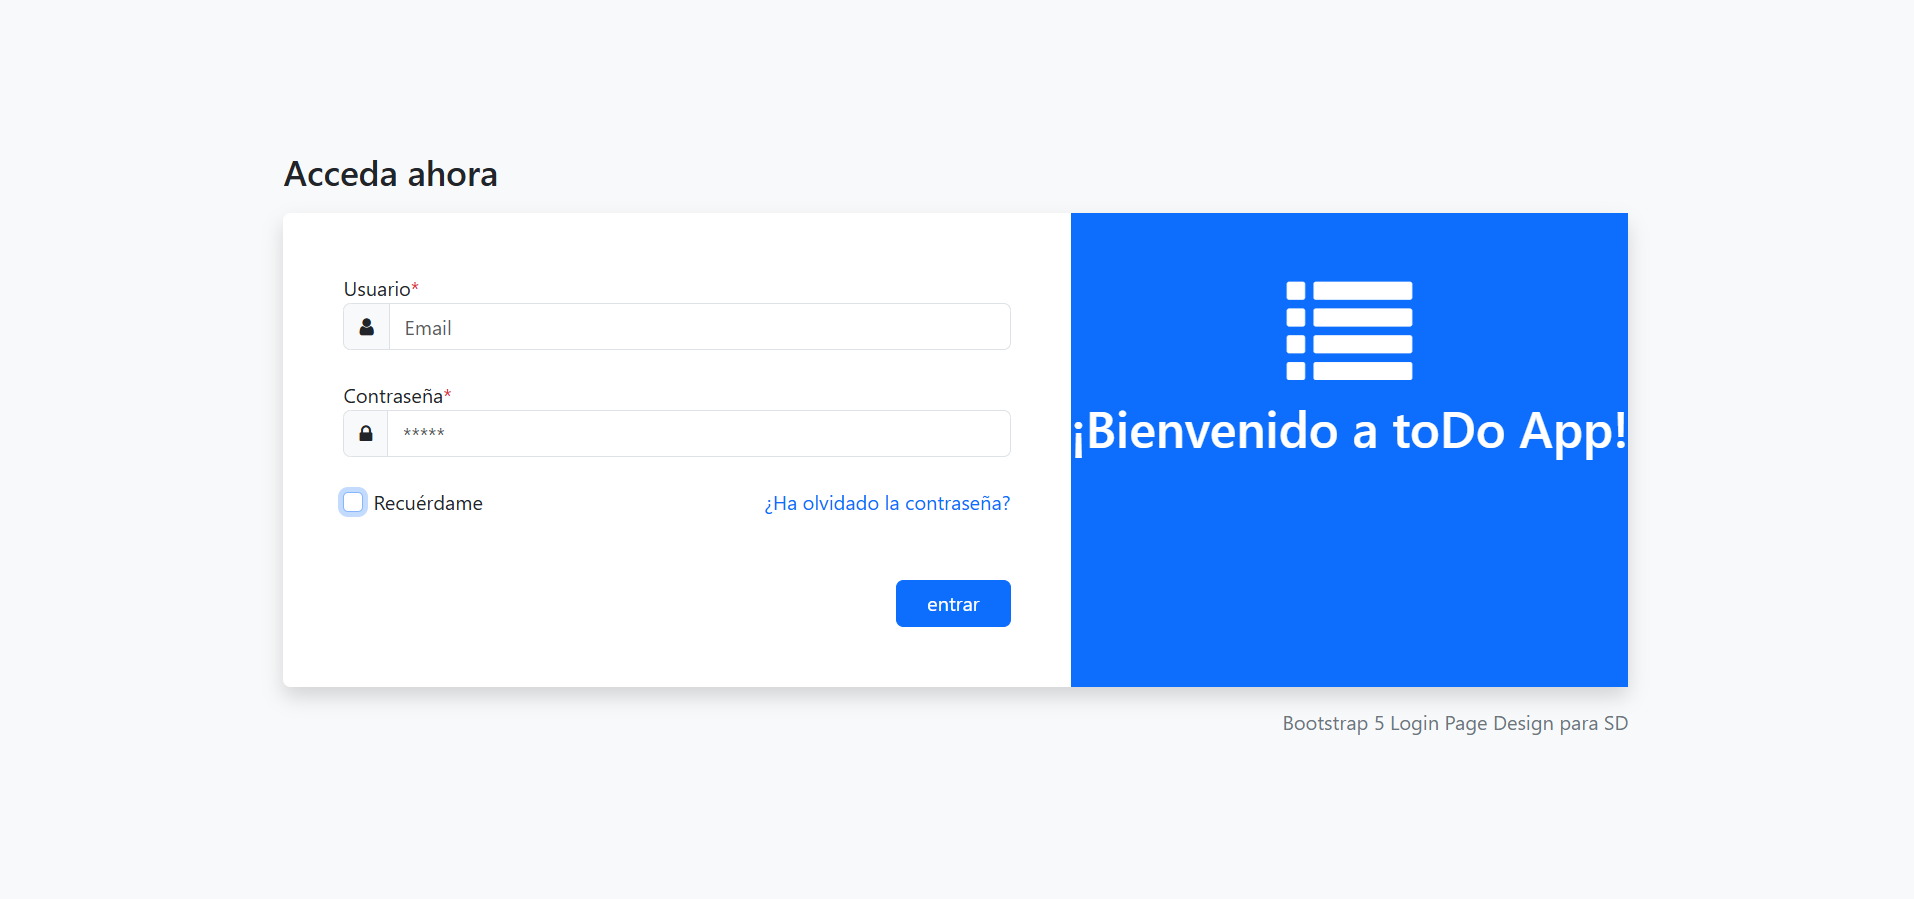 Acceda ahora
Usuario*
Email
Contraseña*
*****
Recuérdame
¿Ha olvidado la contraseña?
entrar
¡Bienvenido a toDo App!
Bootstrap 5 Login Page Design para SD